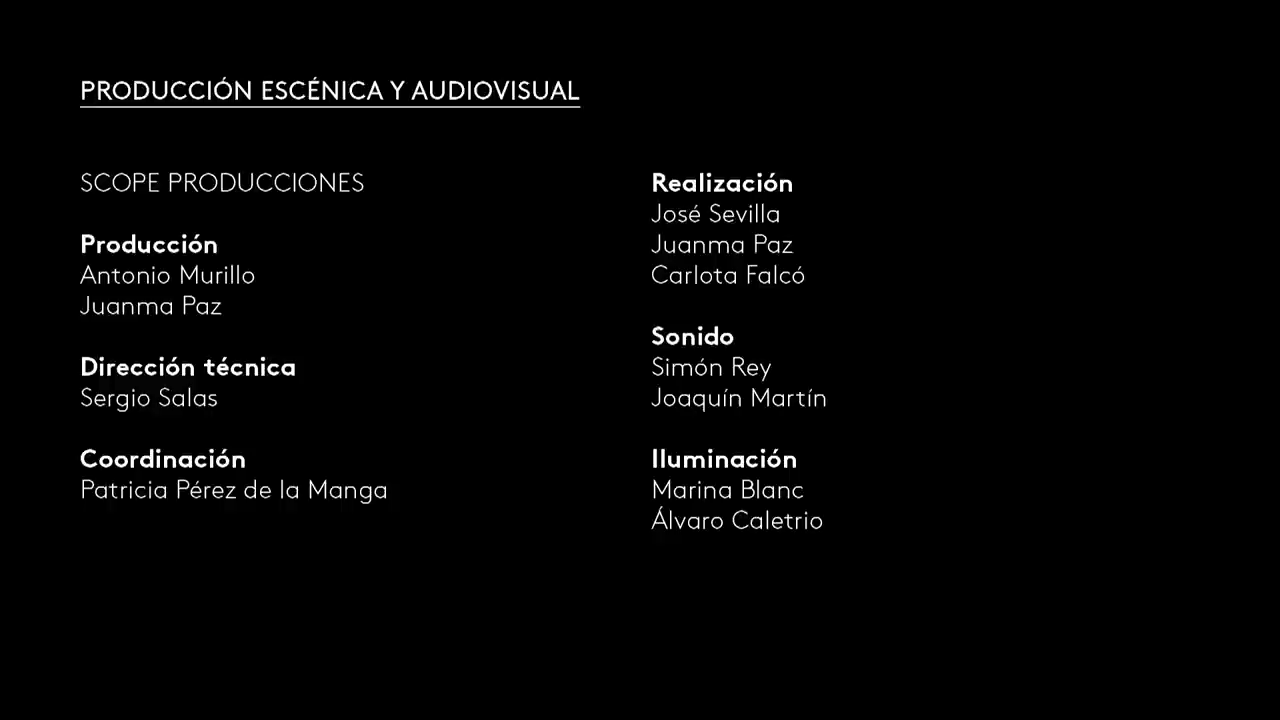 PRODUCCIÓN ESCÉNICA Y AUDIOVISUAL
SCOPE PRODUCCIONES
Producción
Antonio Murillo
Juanma Paz
Dirección técnica
Sergio Salas
Coordinación
Patricia Pérez de la Manga
Realización
José Sevilla
Juanma Paz
Carlota Falcó
Sonido
Simón Rey
Joaquín Martín
Iluminación
Marina Blanc
Álvaro Caletrio